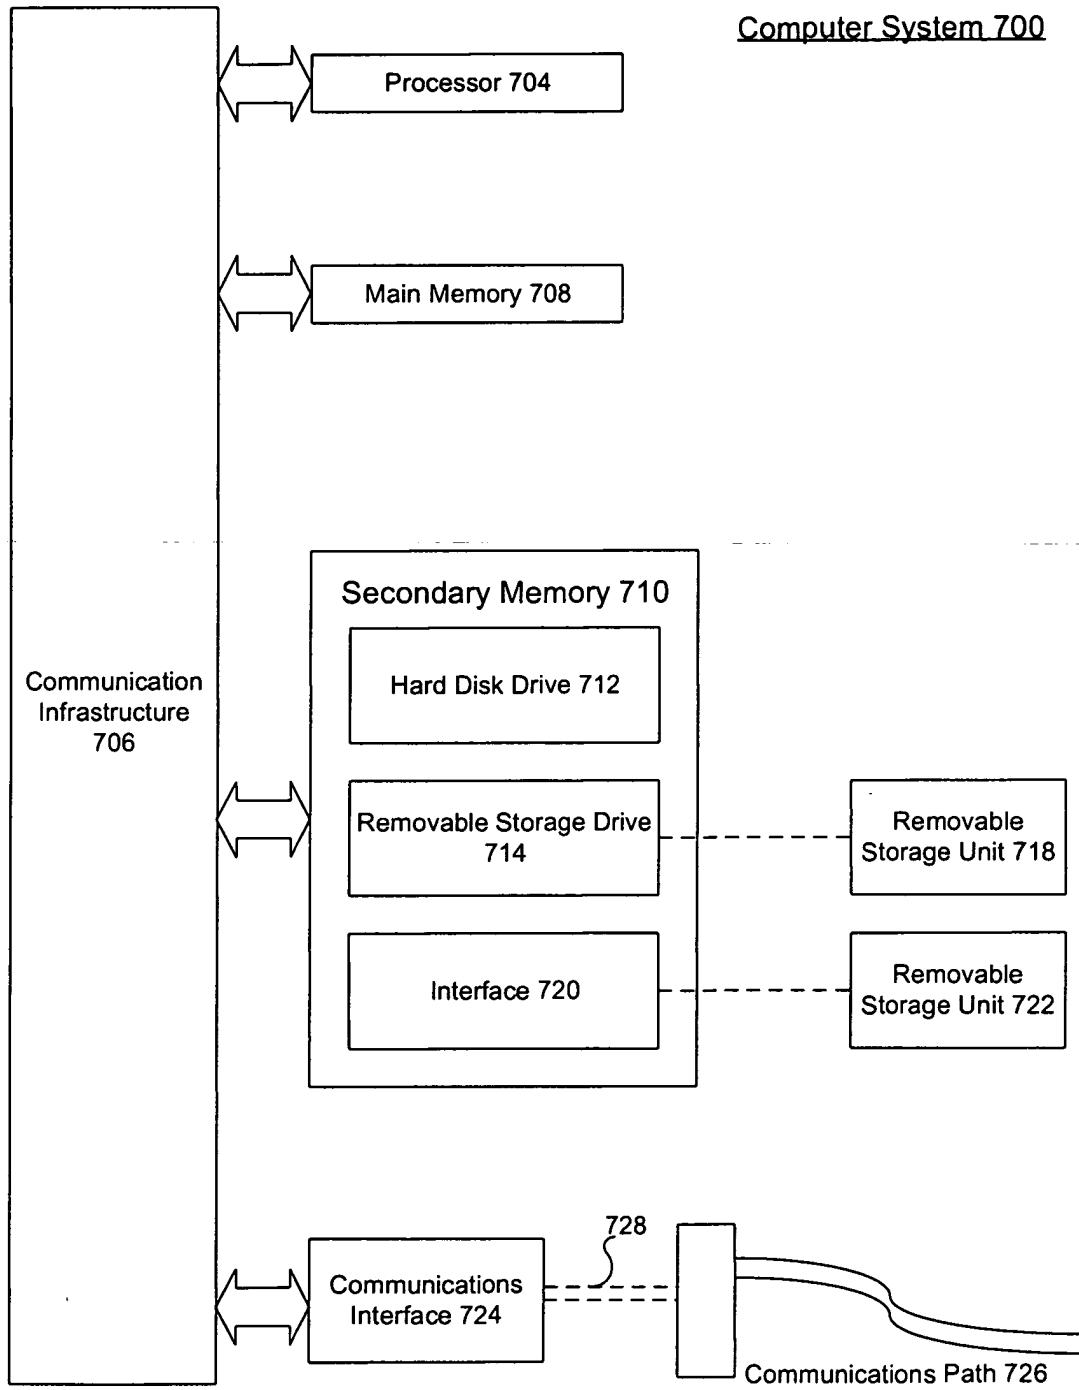 Computer System 700
Processor 704
Main Memory 708
Secondary Memory 710
Hard Disk Drive 712
Communication
Infrastructure
706
Removable Storage Drive
714
Removable
Storage Unit 718
Interface 720
Removable
Storage Unit 722
728
Communications
Interface 724
Communications Path 726